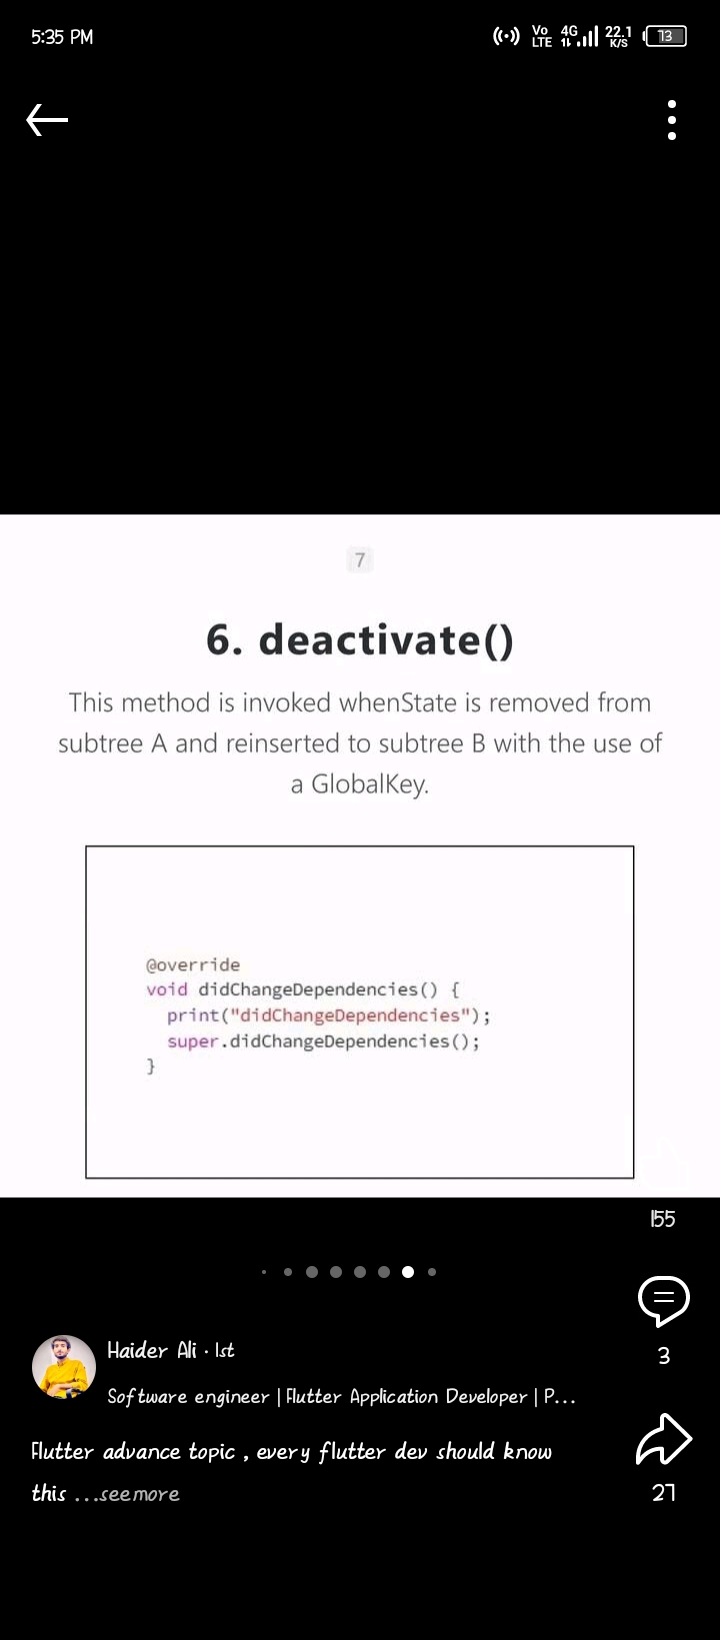 5:35 PM
Vo LTE 4G 22.1 K/S 73
7
6. deactivate()
This method is invoked whenState is removed from
subtree A and reinserted to subtree B with the use of
a GlobalKey.
@override
void didChangeDependencies() {
  print("didChangeDependencies");
  super.didChangeDependencies();
}
155
Haider Ali · 1st
3
Software engineer | Flutter Application Developer | P...
Flutter advance topic , every flutter dev should know
this ...see more
27